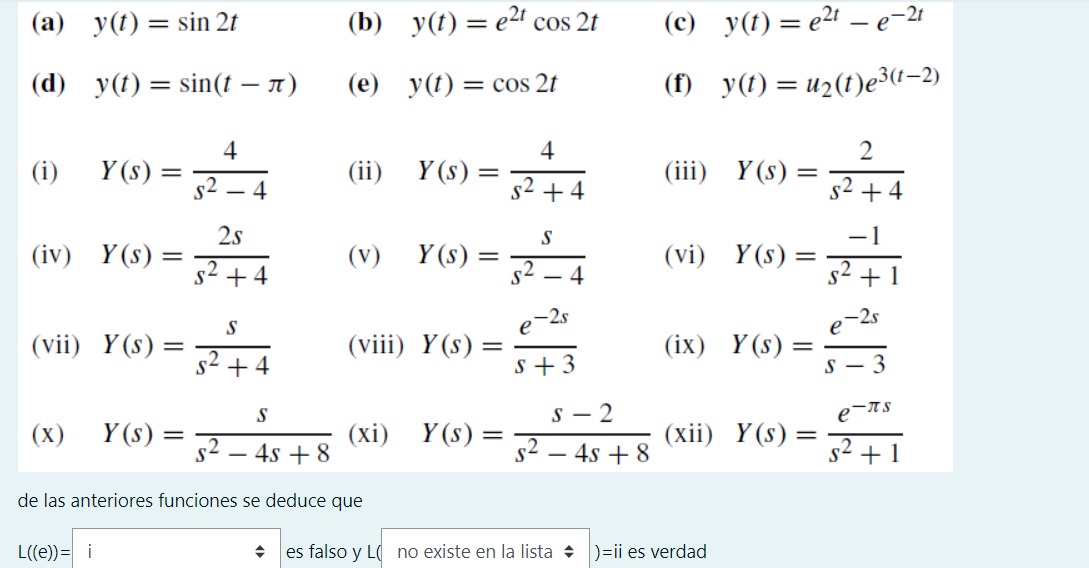 (a) y(t) = sin 2t (b) y(t) = e^{2t} cos 2t (c) y(t) = e^{2t} − e^{−2t}
(d) y(t) = sin(t − π) (e) y(t) = cos 2t (f) y(t) = u_2(t)e^{3(t−2)}
(i) Y(s) = \frac{4}{s^2 − 4} (ii) Y(s) = \frac{4}{s^2 + 4} (iii) Y(s) = \frac{2}{s^2 + 4}
(iv) Y(s) = \frac{2s}{s^2 + 4} (v) Y(s) = \frac{s}{s^2 − 4} (vi) Y(s) = \frac{−1}{s^2 + 1}
(vii) Y(s) = \frac{s}{s^2 + 4} (viii) Y(s) = \frac{e^{−2s}}{s + 3} (ix) Y(s) = \frac{e^{−2s}}{s − 3}
(x) Y(s) = \frac{s}{s^2 − 4s + 8} (xi) Y(s) = \frac{s − 2}{s^2 − 4s + 8} (xii) Y(s) = \frac{e^{−πs}}{s^2 + 1}
de las anteriores funciones se deduce que
L((e))= i es falso y L( no existe en la lista )=ii es verdad